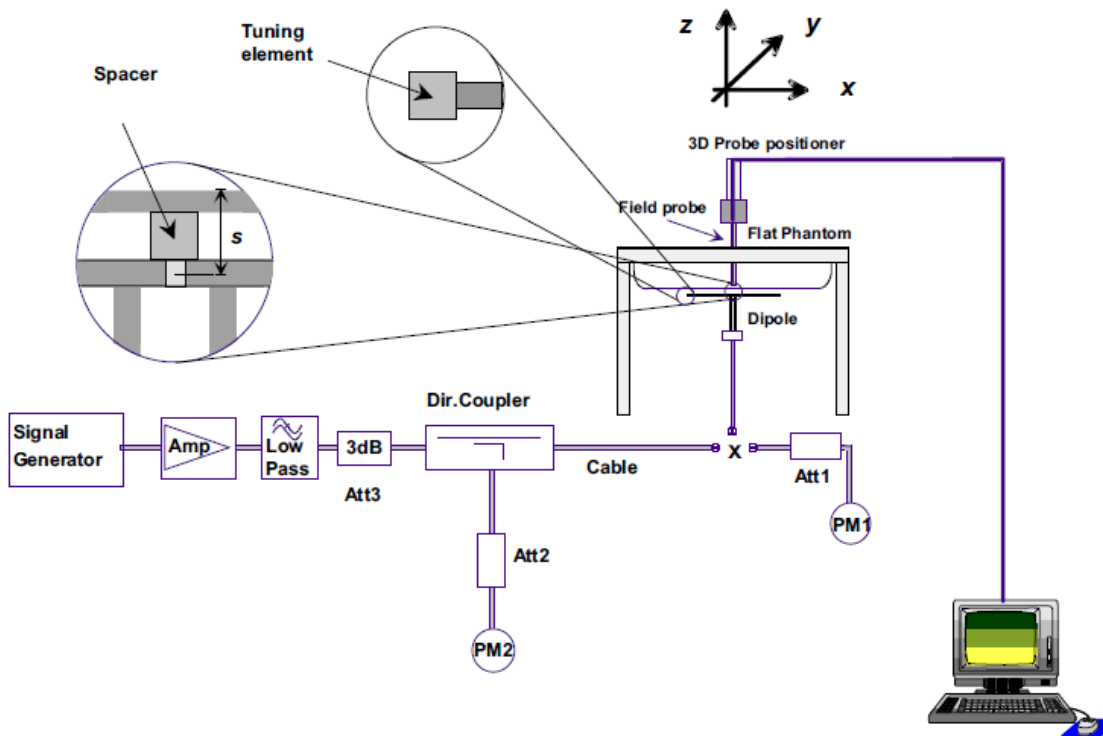 Tuning
element
Spacer
s
z
y
x
3D Probe positioner
Field probe
Flat Phantom
Dipole
Dir.Coupler
Signal
Generator
Amp
Low
Pass
3dB
Att3
Cable
X
Att1
PM1
Att2
PM2